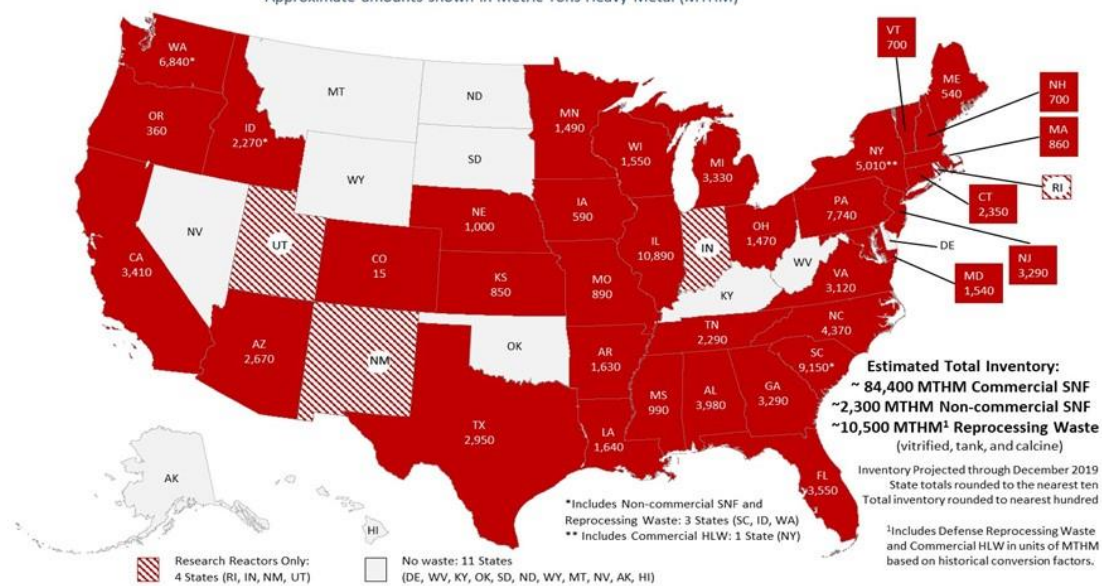 Approximate amounts shown in Metric Tons Heavy Metal (MTHM)
WA
6,840*
MT
ND
MN
1,490
VT
700
ME
540
NH
700
OR
360
ID
2,270*
SD
WI
1,550
MI
3,330
NY
5,010**
MA
860
WY
RI
NE
1,000
IA
590
PA
7,740
CT
2,350
NV
UT
IL
10,890
IN
OH
1,470
DE
NJ
3,290
CA
3,410
CO
15
KS
850
MO
890
WV
VA
3,120
MD
1,540
KY
AZ
2,670
NM
OK
TN
2,290
NC
4,370
AR
1,630
SC
9,150*
MS
990
AL
3,980
GA
3,290
TX
2,950
LA
1,640
FL
3,550
AK
HI
Estimated Total Inventory:
~ 84,400 MTHM Commercial SNF
~2,300 MTHM Non-commercial SNF
~10,500 MTHM¹ Reprocessing Waste
(vitrified, tank, and calcine)
Inventory Projected through December 2019
State totals rounded to the nearest ten
Total inventory rounded to nearest hundred
*Includes Non-commercial SNF and
Reprocessing Waste: 3 States (SC, ID, WA)
** Includes Commercial HLW: 1 State (NY)
¹Includes Defense Reprocessing Waste
and Commercial HLW in units of MTHM
based on historical conversion factors.
Research Reactors Only:
4 States (RI, IN, NM, UT)
No waste: 11 States
(DE, WV, KY, OK, SD, ND, WY, MT, NV, AK, HI)